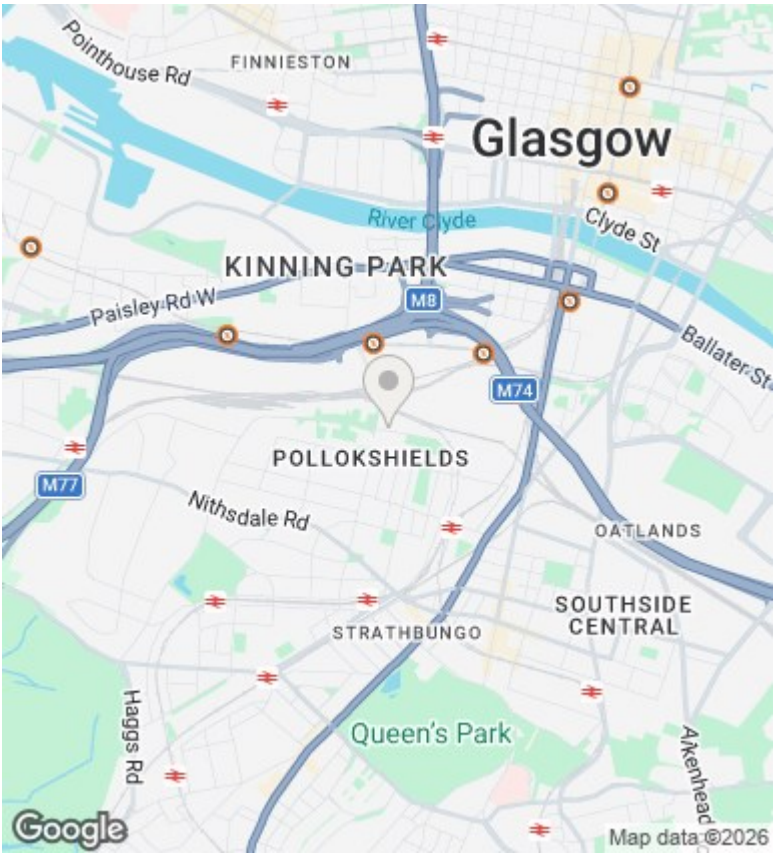 Pointhouse Rd
FINNIESTON
Glasgow
River Clyde
Clyde St
KINNING PARK
Paisley Rd W
M8
Ballater St
M74
POLLOKSHIELDS
M77
Nithsdale Rd
OATLANDS
SOUTHSIDE
CENTRAL
STRATHBUNGO
Haggs Rd
Queen's Park
Aikenhead
Google
Map data ©2026